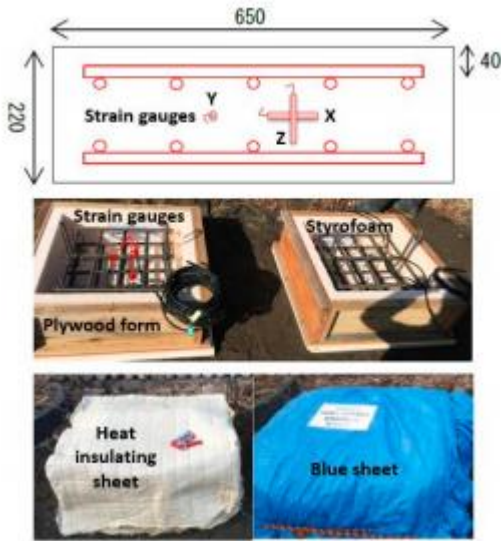 650
40
220
Y
Strain gauges
X
Z
Strain gauges
Styrofoam
Plywood form
Heat
insulating
sheet
Blue sheet